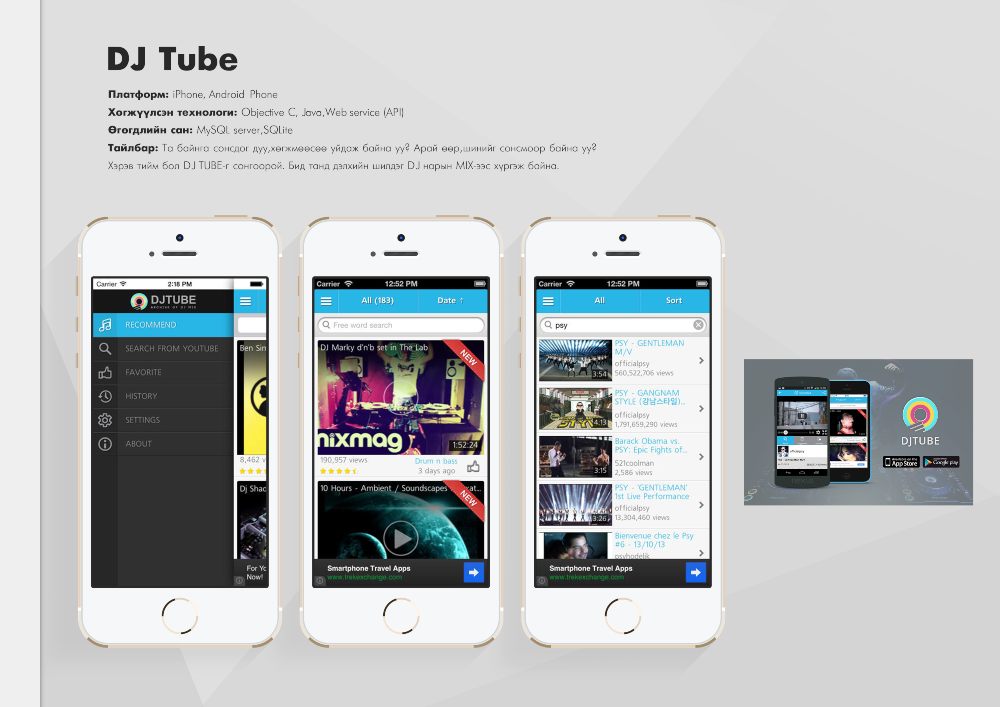 DJ Tube
Платформ: iPhone, Android Phone
Хөгжүүлсэн технологи: Objective C, Java,Web service (API)
Өгөгдлийн сан: MySQL server,SQLite
Тайлбар: Та байнга сонсдог дуу,хөгжмөөсөө уйдаж байна уу? Арай өөр,шинийг сонсмоор байна уу?
Хэрэв тийм бол DJ TUBE-г сонгоорой. Бид танд дэлхийн шилдэг DJ нарын MIX-ээс хүргэж байна.
Carrier 2:18 PM
DJTUBE
RECOMMEND
SEARCH FROM YOUTUBE
FAVORITE
HISTORY
SETTINGS
ABOUT
Ben Sin
8,462 v
Dj Shad
For Yo
Now!
Carrier 12:52 PM
All (183) Date ↑
Free word search
DJ Marky d'n'b set in The Lab
NEW
mixmag
1:52:24
190,957 views
Drum n bass
3 days ago
10 Hours - Ambient / Soundscapes
NEW
Smartphone Travel Apps
www.trekexchange.com
Carrier 12:52 PM
All Sort
psy
PSY - GENTLEMAN
M/V
officialpsy
3:54
560,522,706 views
PSY - GANGNAM
STYLE (강남스타일)...
officialpsy
4:13
1,791,659,290 views
Barack Obama vs.
PSY: Epic Fights of...
521coolman
3:15
2,586 views
PSY - 'GENTLEMAN'
1st Live Performance
officialpsy
3:26
13,304,460 views
Bienvenue chez le Psy
#6 - 13/10/13
psyhodelik
Smartphone Travel Apps
www.trekexchange.com
DJTUBE
App Store
Google play